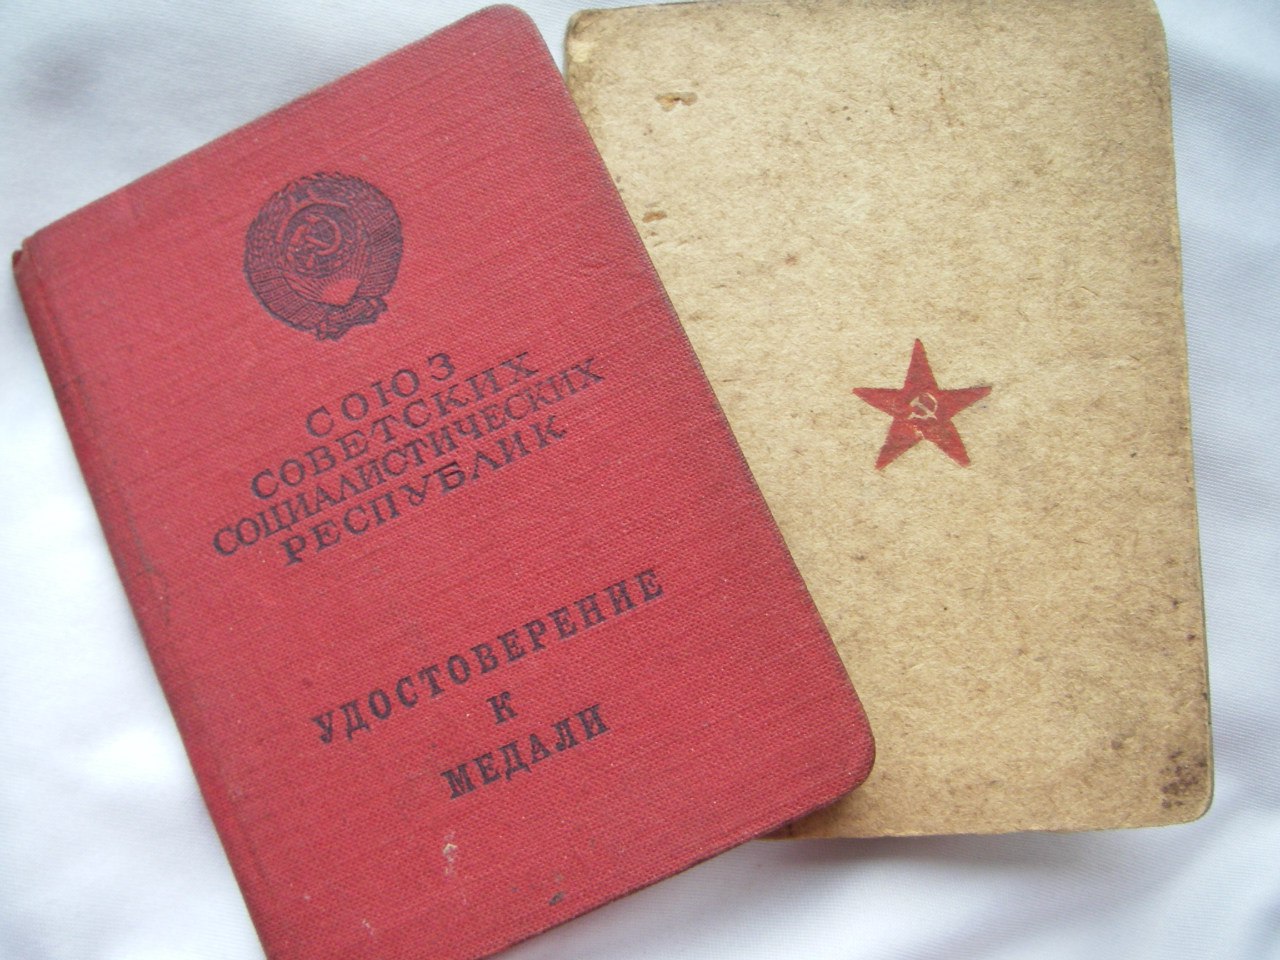 СОЮЗ
СОВЕТСКИХ
СОЦИАЛИСТИЧЕСКИХ
РЕСПУБЛИК
УДОСТОВЕРЕНИЕ
К
МЕДАЛИ